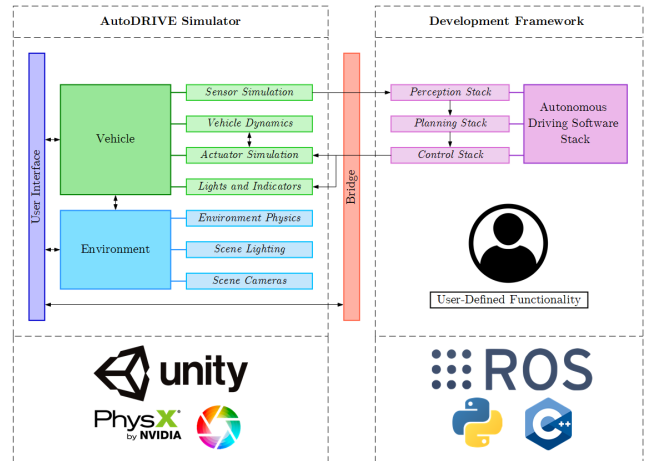 AutoDRIVE Simulator
Development Framework
User Interface
Vehicle
Sensor Simulation
Vehicle Dynamics
Actuator Simulation
Lights and Indicators
Environment
Environment Physics
Scene Lighting
Scene Cameras
Bridge
Perception Stack
Planning Stack
Control Stack
Autonomous
Driving Software
Stack
User-Defined Functionality
unity
PhysX
by NVIDIA
ROS
C++